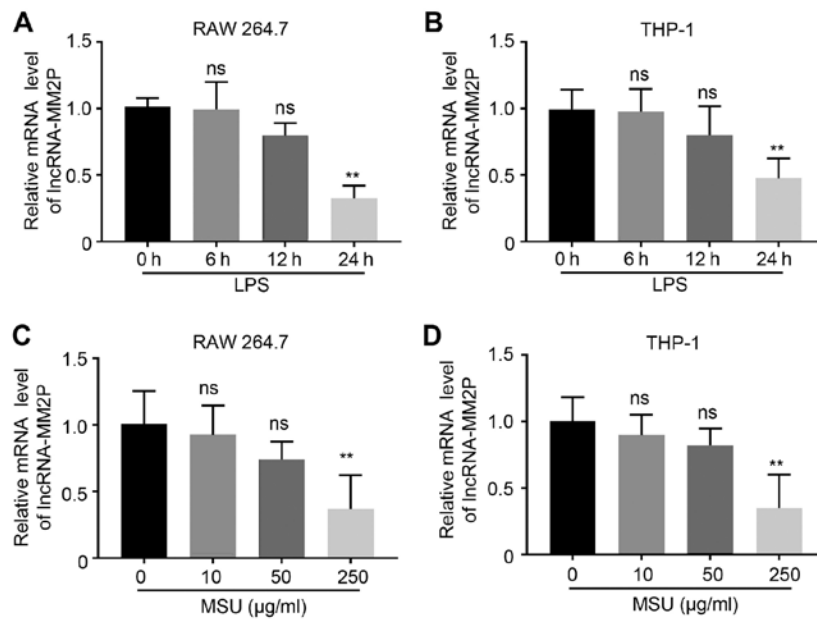 A
RAW 264.7
Relative mRNA level
of lncRNA-MM2P
1.5
1.0
0.5
0
ns
ns
**
0 h 6 h 12 h 24 h
LPS
B
THP-1
Relative mRNA level
of lncRNA-MM2P
1.5
1.0
0.5
0
ns
ns
**
0 h 6 h 12 h 24 h
LPS
C
RAW 264.7
Relative mRNA level
of lncRNA-MM2P
1.5
1.0
0.5
0
ns
ns
**
0 10 50 250
MSU (μg/ml)
D
THP-1
Relative mRNA level
of lncRNA-MM2P
1.5
1.0
0.5
0
ns
ns
**
0 10 50 250
MSU (μg/ml)